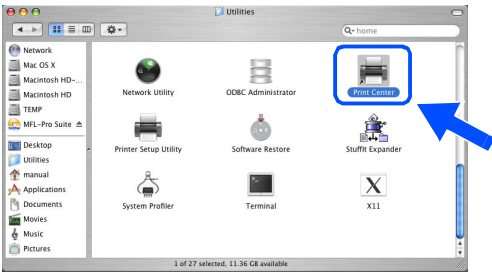 Utilities
home
Network
Mac OS X
Macintosh HD-...
Macintosh HD
TEMP
MFL-Pro Suite
Desktop
Utilities
manual
Applications
Documents
Movies
Music
Pictures
Network Utility
ODBC Administrator
Print Center
Printer Setup Utility
Software Restore
StuffIt Expander
System Profiler
Terminal
X11
1 of 27 selected, 11.36 GB available